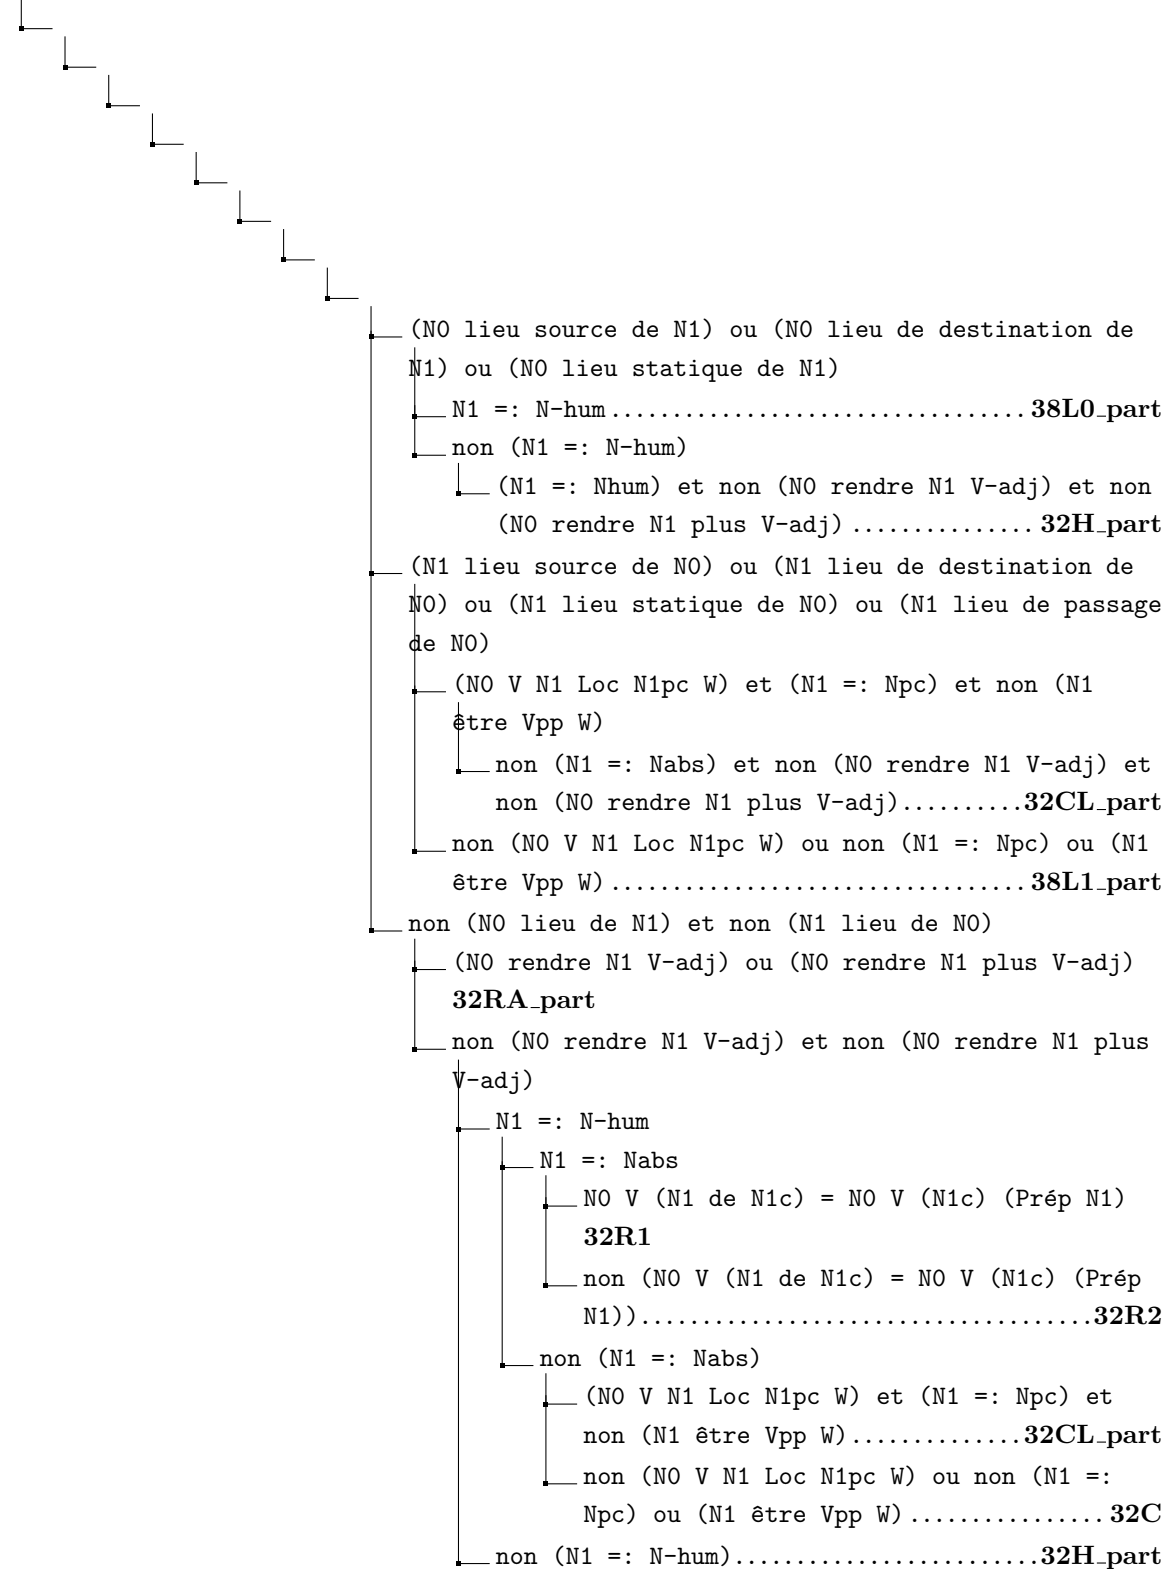 (N0 lieu source de N1) ou (N0 lieu de destination de
N1) ou (N0 lieu statique de N1)
N1 =: N-hum..................................38L0_part
non (N1 =: N-hum)
(N1 =: Nhum) et non (N0 rendre N1 V-adj) et non
(N0 rendre N1 plus V-adj)...............32H_part
(N1 lieu source de N0) ou (N1 lieu de destination de
N0) ou (N1 lieu statique de N0) ou (N1 lieu de passage
de N0)
(N0 V N1 Loc N1pc W) et (N1 =: Npc) et non (N1
être Vpp W)
non (N1 =: Nabs) et non (N0 rendre N1 V-adj) et
non (N0 rendre N1 plus V-adj)..........32CL_part
non (N0 V N1 Loc N1pc W) ou non (N1 =: Npc) ou (N1
être Vpp W)..................................38L1_part
non (N0 lieu de N1) et non (N1 lieu de N0)
(N0 rendre N1 V-adj) ou (N0 rendre N1 plus V-adj)
32RA_part
non (N0 rendre N1 V-adj) et non (N0 rendre N1 plus
V-adj)
N1 =: N-hum
N1 =: Nabs
N0 V (N1 de N1c) = N0 V (N1c) (Prép N1)
32R1
non (N0 V (N1 de N1c) = N0 V (N1c) (Prép
N1)).....................................32R2
non (N1 =: Nabs)
(N0 V N1 Loc N1pc W) et (N1 =: Npc) et
non (N1 être Vpp W)..............32CL_part
non (N0 V N1 Loc N1pc W) ou non (N1 =:
Npc) ou (N1 être Vpp W)................32C
non (N1 =: N-hum).........................32H_part